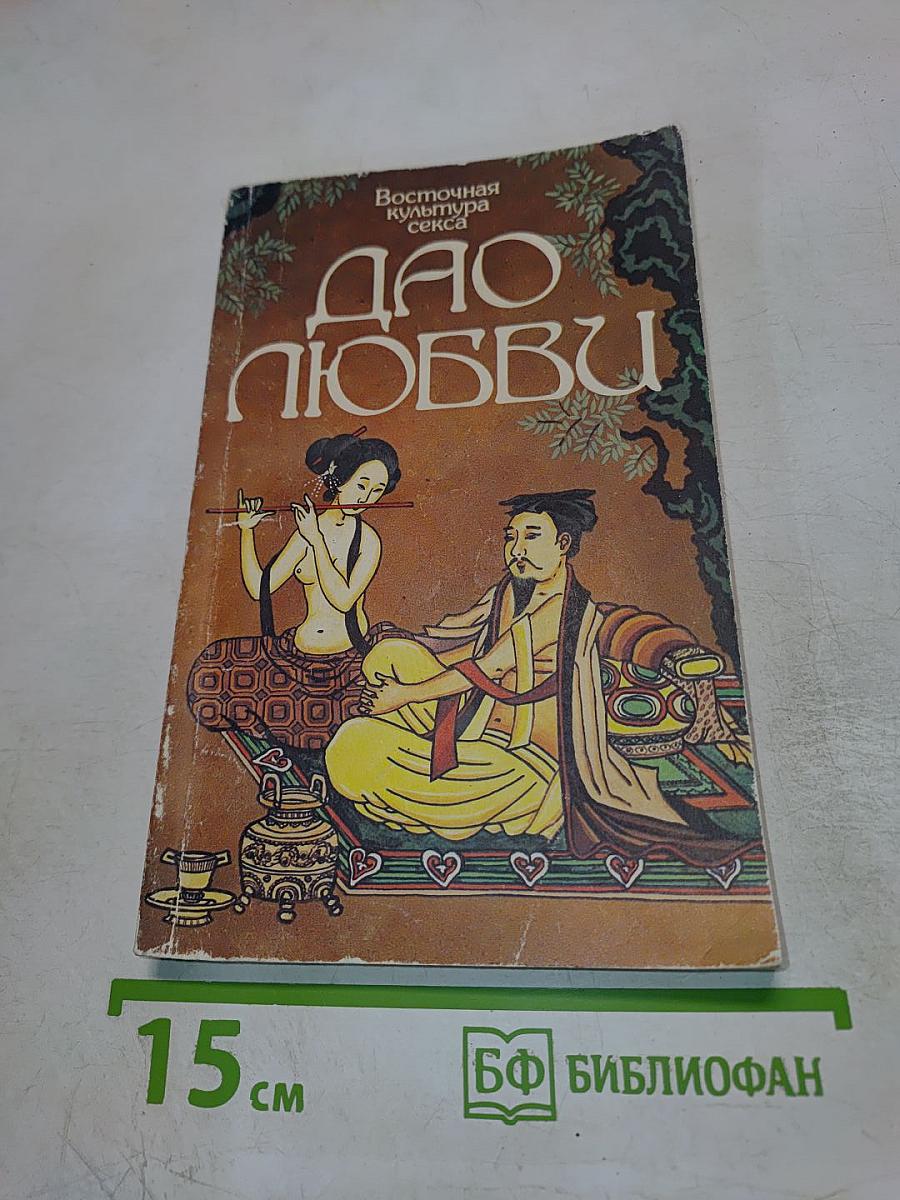 Восточная
культура
секса
ДАО
ЛЮБВИ
15 см
БФ БИБЛИОФАН